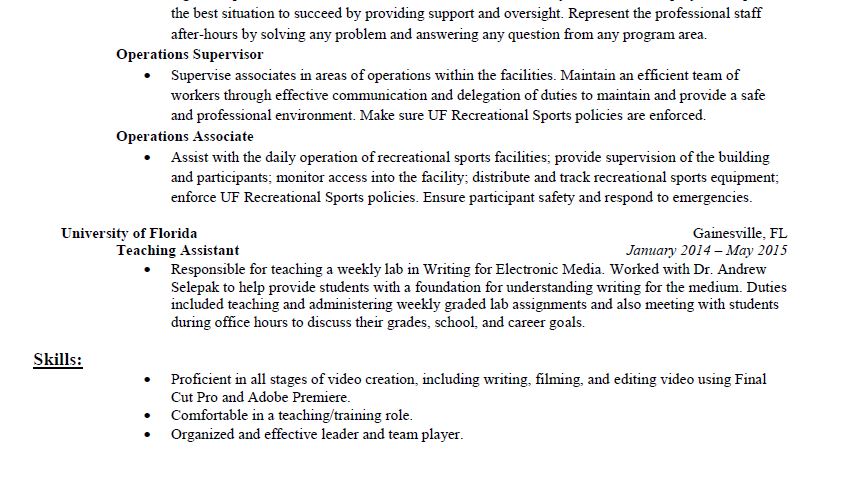 the best situation to succeed by providing support and oversight. Represent the professional staff
after-hours by solving any problem and answering any question from any program area.
Operations Supervisor
• Supervise associates in areas of operations within the facilities. Maintain an efficient team of
workers through effective communication and delegation of duties to maintain and provide a safe
and professional environment. Make sure UF Recreational Sports policies are enforced.
Operations Associate
• Assist with the daily operation of recreational sports facilities; provide supervision of the building
and participants; monitor access into the facility; distribute and track recreational sports equipment;
enforce UF Recreational Sports policies. Ensure participant safety and respond to emergencies.
University of Florida Gainesville, FL
Teaching Assistant January 2014 – May 2015
• Responsible for teaching a weekly lab in Writing for Electronic Media. Worked with Dr. Andrew
Selepak to help provide students with a foundation for understanding writing for the medium. Duties
included teaching and administering weekly graded lab assignments and also meeting with students
during office hours to discuss their grades, school, and career goals.
Skills:
• Proficient in all stages of video creation, including writing, filming, and editing video using Final
Cut Pro and Adobe Premiere.
• Comfortable in a teaching/training role.
• Organized and effective leader and team player.